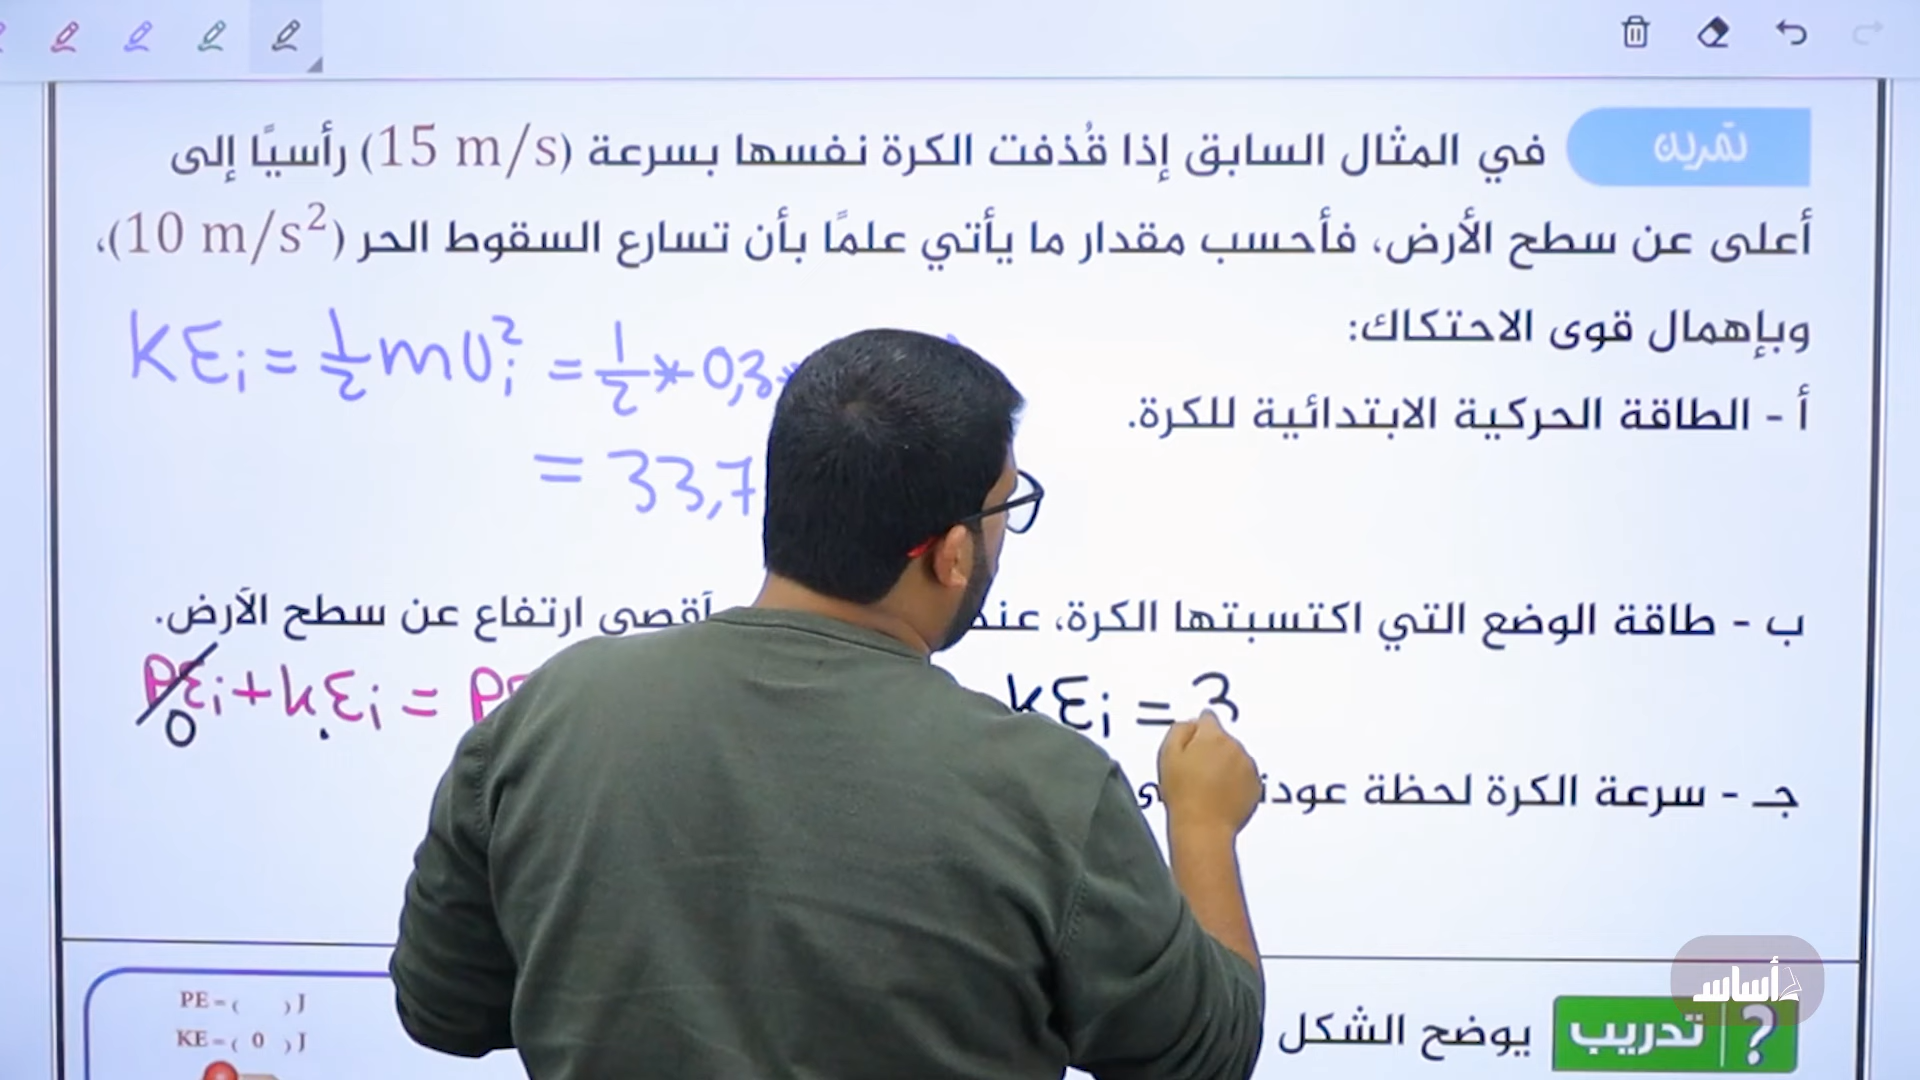 تمرين
في المثال السابق إذا قُذفت الكرة نفسها بسرعة (15 m/s) رأسيًا إلى
أعلى عن سطح الأرض، فأحسب مقدار ما يأتي علمًا بأن تسارع السقوط الحر (10 m/s²)،
وبإهمال قوى الاحتكاك:
KEi = 1/2 mυi² = 1/2 * 0,3 *
أ - الطاقة الحركية الابتدائية للكرة.
= 33,7
ب - طاقة الوضع التي اكتسبتها الكرة، أقصى ارتفاع عن سطح الأرض.
PEi + kEi = kEi = 3
0
جـ - سرعة الكرة لحظة
أساس
PE = ( ) J
KE = ( 0 ) J
? تدريب يوضح الشكل